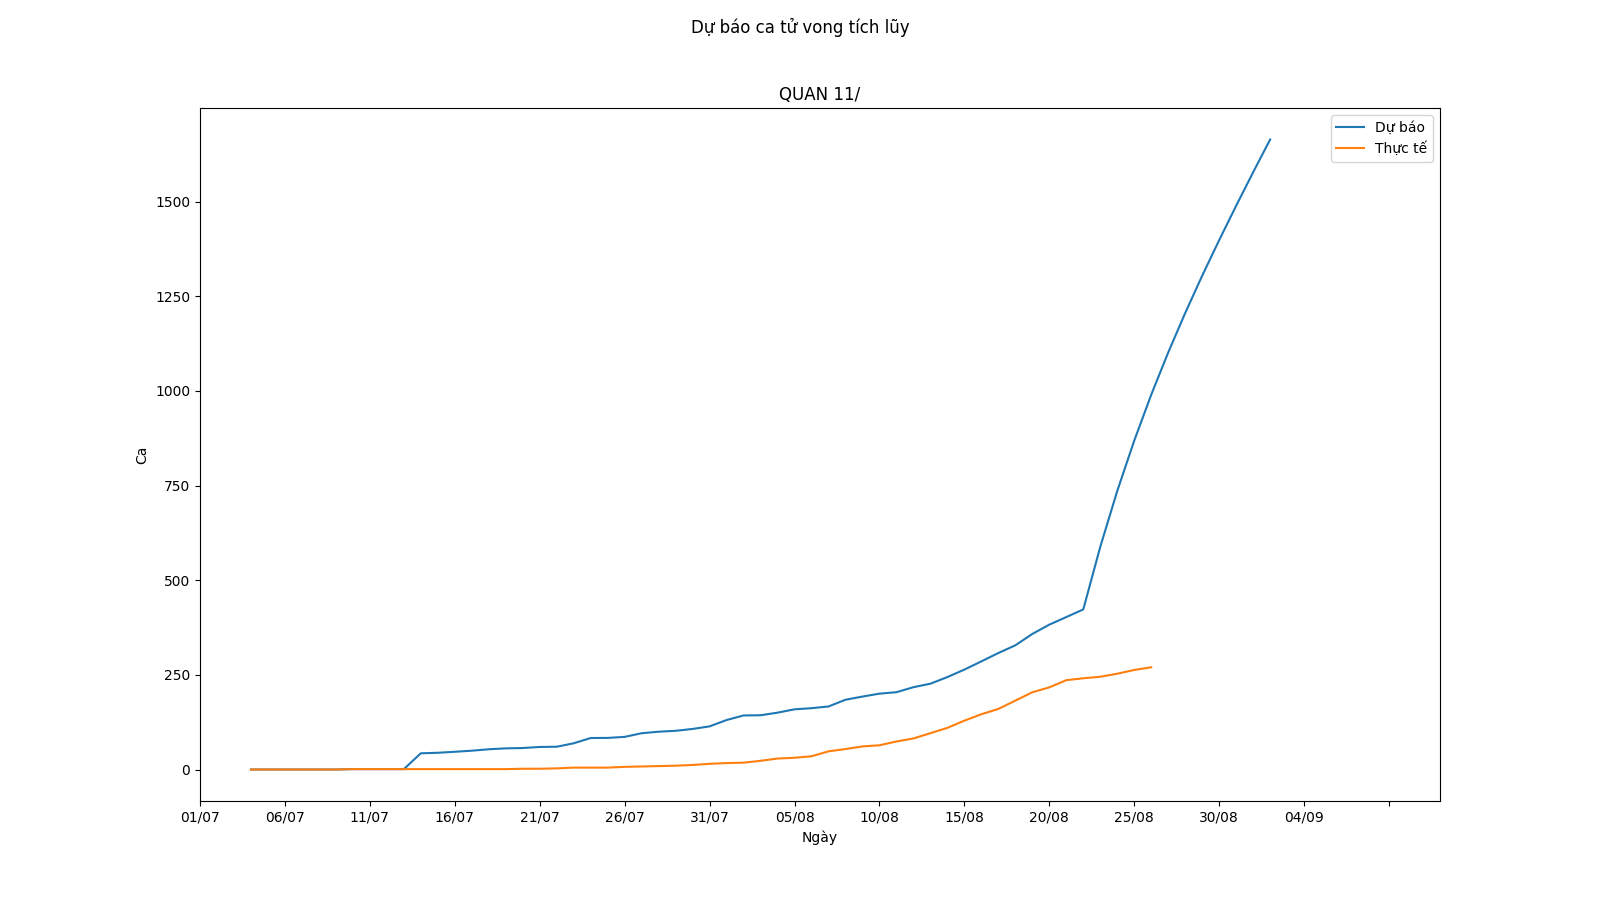 Dự báo ca tử vong tích lũy
QUAN 11/
Dự báo
Thực tế
1500
1250
1000
750
500
250
0
Ca
01/07 06/07 11/07 16/07 21/07 26/07 31/07 05/08 10/08 15/08 20/08 25/08 30/08 04/09
Ngày